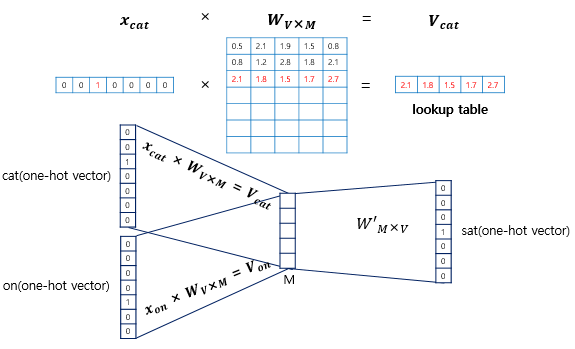 x_cat × W_V×M = V_cat
0.5 2.1 1.9 1.5 0.8
0.8 1.2 2.8 1.8 2.1
0 0 1 0 0 0 0 × 2.1 1.8 1.5 1.7 2.7 = 2.1 1.8 1.5 1.7 2.7
lookup table
cat(one-hot vector)
0
0
1
0
0
0
0
x_cat × W_V×M = V_cat
on(one-hot vector)
0
0
0
0
1
0
0
x_on × W_V×M = V_on
M
W'_M×V
0
0
0
1
0
0
0
sat(one-hot vector)